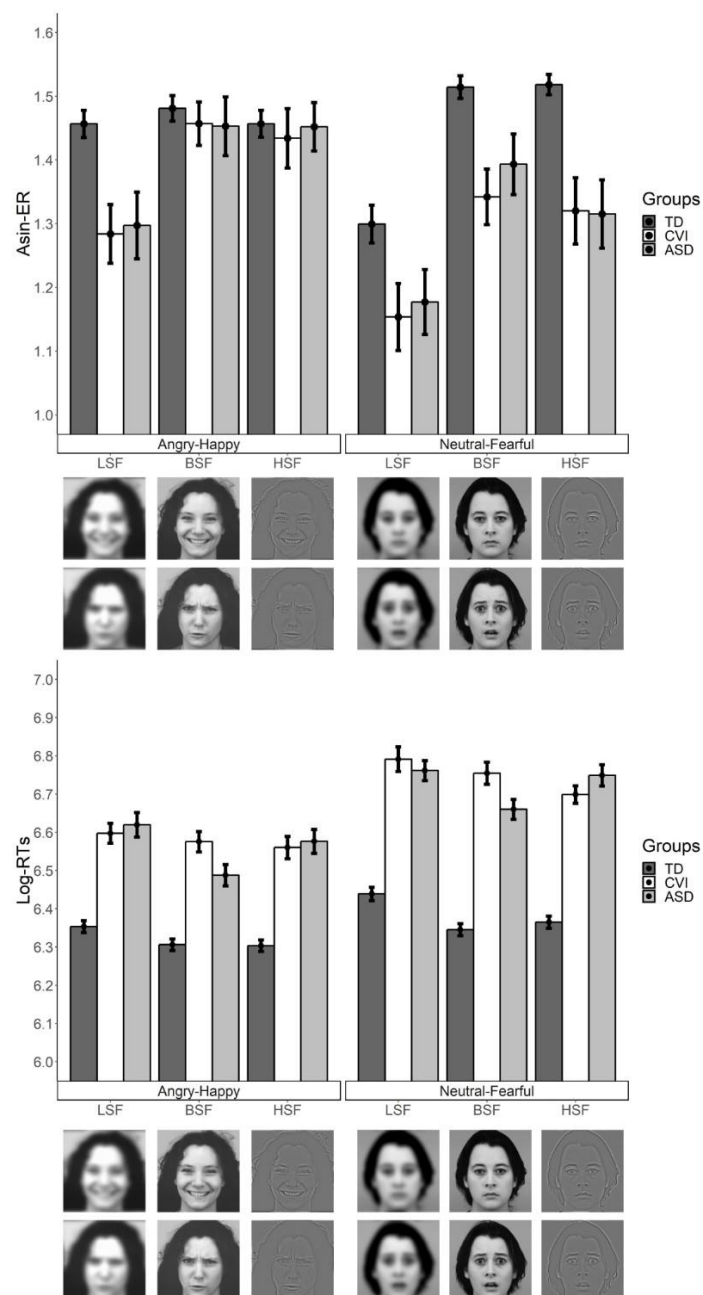 1.6
1.5
1.4
1.3
1.2
1.1
1.0
Asin-ER
Groups
TD
CVI
ASD
Angry-Happy Neutral-Fearful
LSF BSF HSF LSF BSF HSF
7.0
6.9
6.8
6.7
6.6
6.5
6.4
6.3
6.2
6.1
6.0
Log-RTs
Groups
TD
CVI
ASD
Angry-Happy Neutral-Fearful
LSF BSF HSF LSF BSF HSF